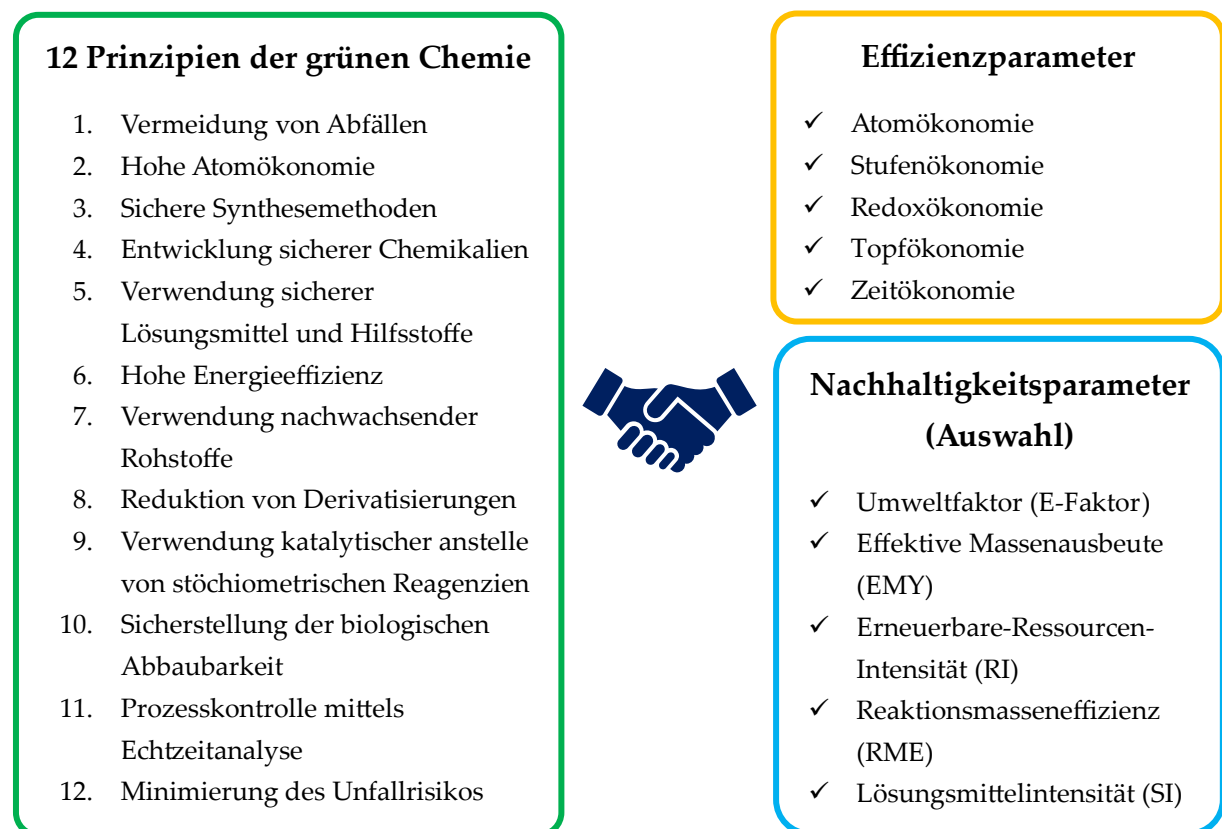 12 Prinzipien der grünen Chemie
1. Vermeidung von Abfällen
2. Hohe Atomökonomie
3. Sichere Synthesemethoden
4. Entwicklung sicherer Chemikalien
5. Verwendung sicherer
Lösungsmittel und Hilfsstoffe
6. Hohe Energieeffizienz
7. Verwendung nachwachsender
Rohstoffe
8. Reduktion von Derivatisierungen
9. Verwendung katalytischer anstelle
von stöchiometrischen Reagenzien
10. Sicherstellung der biologischen
Abbaubarkeit
11. Prozesskontrolle mittels
Echtzeitanalyse
12. Minimierung des Unfallrisikos
Effizienzparameter
✓ Atomökonomie
✓ Stufenökonomie
✓ Redoxökonomie
✓ Topfökonomie
✓ Zeitökonomie
Nachhaltigkeitsparameter
(Auswahl)
✓ Umweltfaktor (E-Faktor)
✓ Effektive Massenausbeute
(EMY)
✓ Erneuerbare-Ressourcen-
Intensität (RI)
✓ Reaktionsmasseneffizienz
(RME)
✓ Lösungsmittelintensität (SI)